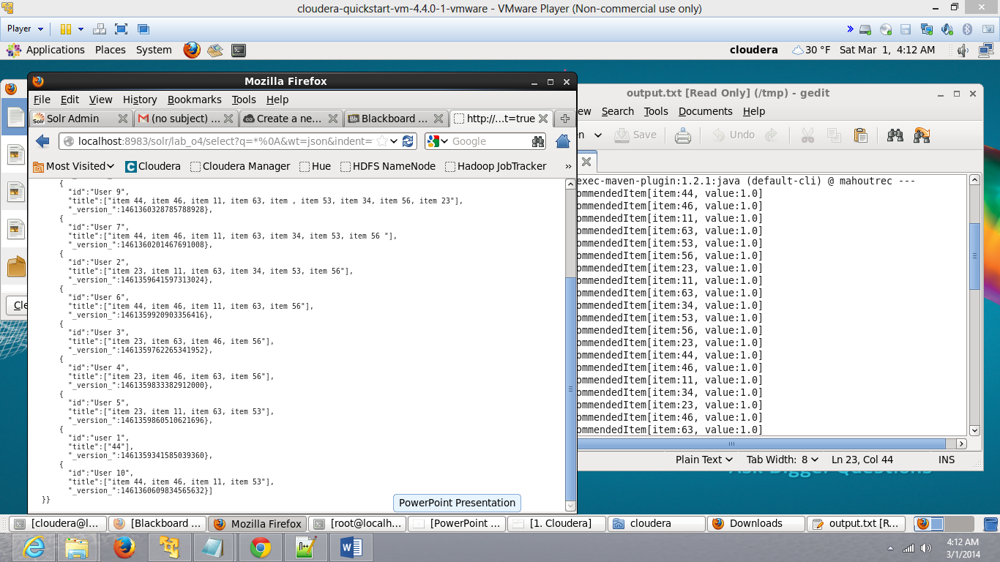 cloudera-quickstart-vm-4.4.0-1-vmware - VMware Player (Non-commercial use only)
Player
Applications Places System
cloudera 30 °F Sat Mar 1, 4:12 AM
Mozilla Firefox
File Edit View History Bookmarks Tools Help
Solr Admin
(no subject) ...
Create a ne...
Blackboard ...
http://...t=true
localhost:8983/solr/lab_o4/select?q=*%0A&wt=json&indent=
Google
Most Visited
Cloudera
Cloudera Manager
Hue
HDFS NameNode
Hadoop JobTracker
»
{
"id":"User 9",
"title":["item 44, item 46, item 11, item 63, item , item 53, item 34, item 56, item 23"],
"_version_":1461360328785788928},
{
"id":"User 7",
"title":["item 44, item 46, item 11, item 63, item 34, item 53, item 56 "],
"_version_":1461360201467691008},
{
"id":"User 2",
"title":["item 23, item 11, item 63, item 34, item 53, item 56"],
"_version_":1461359641597313024},
{
"id":"User 6",
"title":["item 44, item 46, item 11, item 63, item 56"],
"_version_":1461359920903356416},
{
"id":"User 3",
"title":["item 23, item 63, item 46, item 56"],
"_version_":1461359762265341952},
{
"id":"User 4",
"title":["item 23, item 46, item 63, item 56"],
"_version_":1461359833382912000},
{
"id":"User 5",
"title":["item 23, item 11, item 63, item 53"],
"_version_":1461359860510621696},
{
"id":"user 1",
"title":["44"],
"_version_":1461359341585039360},
{
"id":"User 10",
"title":["item 44, item 46, item 11, item 53"],
"_version_":1461360609834565632}]
}}
PowerPoint Presentation
Cle
output.txt [Read Only] (/tmp) - gedit
ew Search Tools Documents Help
n Save Undo
exec-maven-plugin:1.2.1:java (default-cli) @ mahoutrec ---
ommendedItem[item:44, value:1.0]
ommendedItem[item:46, value:1.0]
ommendedItem[item:11, value:1.0]
ommendedItem[item:63, value:1.0]
ommendedItem[item:53, value:1.0]
ommendedItem[item:56, value:1.0]
ommendedItem[item:23, value:1.0]
ommendedItem[item:11, value:1.0]
ommendedItem[item:63, value:1.0]
ommendedItem[item:34, value:1.0]
ommendedItem[item:53, value:1.0]
ommendedItem[item:56, value:1.0]
ommendedItem[item:23, value:1.0]
ommendedItem[item:44, value:1.0]
ommendedItem[item:46, value:1.0]
ommendedItem[item:11, value:1.0]
ommendedItem[item:34, value:1.0]
ommendedItem[item:23, value:1.0]
ommendedItem[item:46, value:1.0]
ommendedItem[item:63, value:1.0]
Plain Text Tab Width: 8 Ln 23, Col 44 INS
[cloudera@l... [Blackboard ... Mozilla Firefox [root@localh... [PowerPoint ... [1. Cloudera] cloudera Downloads output.txt [R...
4:12 AM
3/1/2014